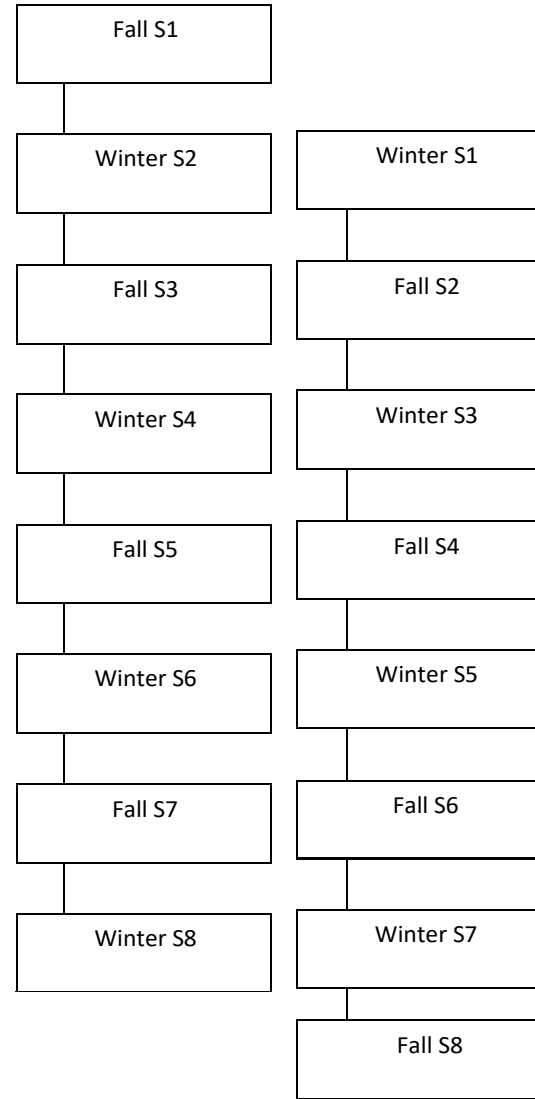 Fall S1
Winter S2
Fall S3
Winter S4
Fall S5
Winter S6
Fall S7
Winter S8
Winter S1
Fall S2
Winter S3
Fall S4
Winter S5
Fall S6
Winter S7
Fall S8